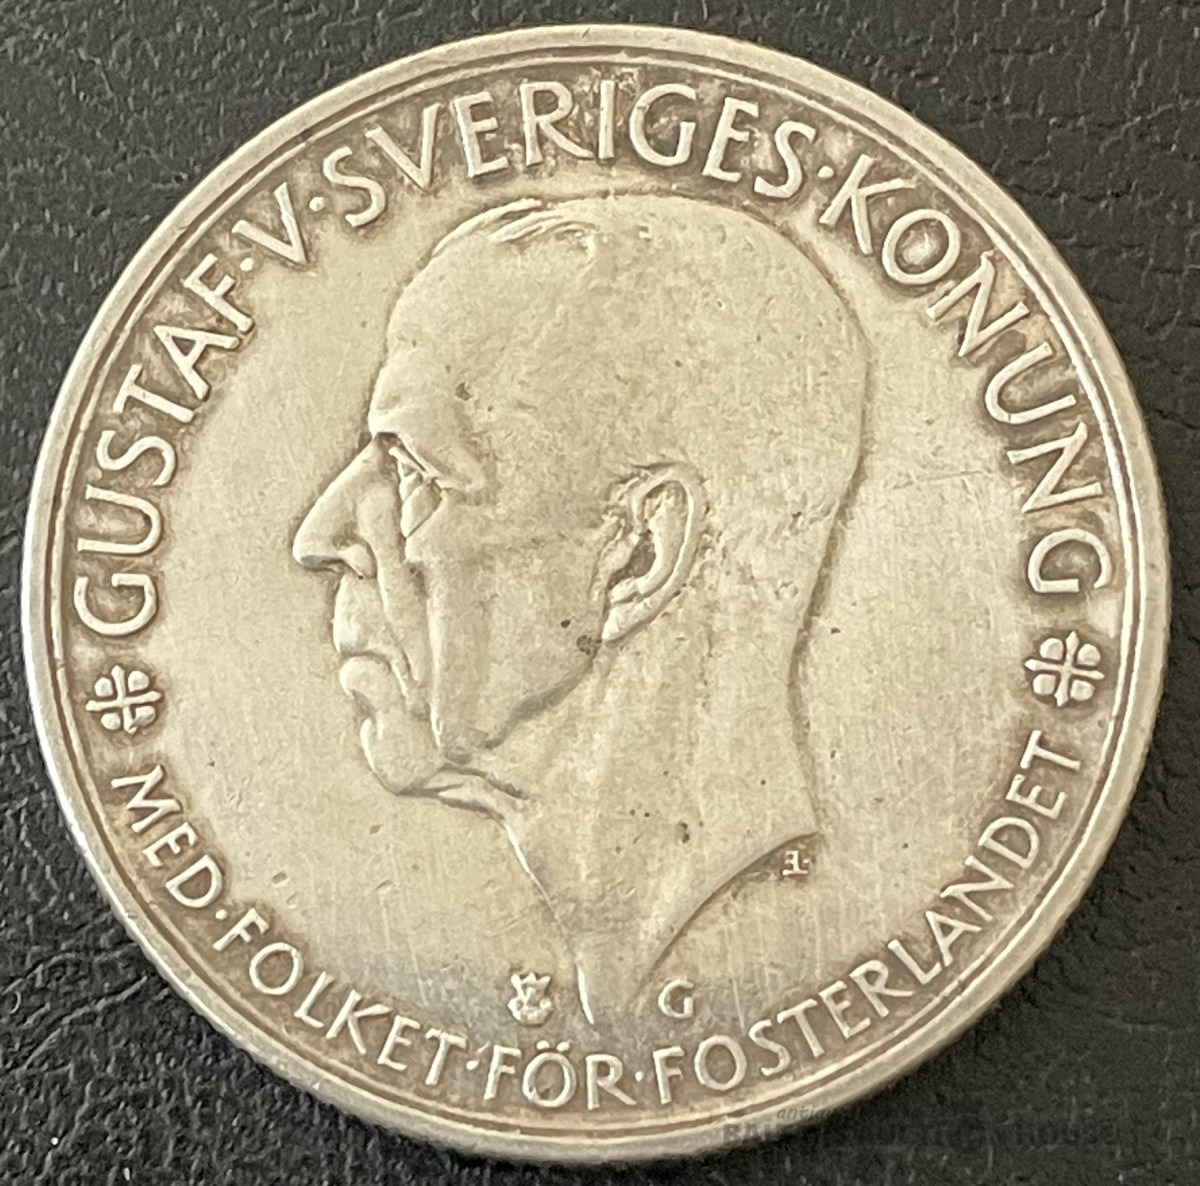 GUSTAF·V·SVERIGES·KONUNG
MED·FOLKET·FÖR·FOSTERLANDET
G